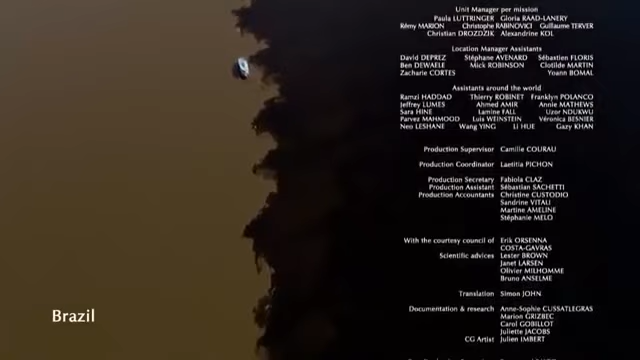 Unit Manager per mission
Paula LUTTRINGER Gloria RAAD-LANERY
Rémy MARION Christophe RABINOVICI Guillaume TERVER
Christian DROZDZIK Alexandrine KOL
Location Manager Assistants
David DEPREZ Stéphane AVENARD Sébastien FLORIS
Ben DEWAELE Mick ROBINSON Clotilde MARTIN
Zacharie CORTES Yoann BOMAL
Assistants around the world
Ramzi HADDAD Thierry ROBINET Franklyn POLANCO
Jeffrey LUMES Ahmed AMIR Annie MATHEWS
Sara HINE Lamine FALL Uzor NDUKWU
Parvez MAHMOOD Luis WEINSTEIN Véronica BESNIER
Neo LESHANE Wang YING LI HUE Gazy KHAN
Production Supervisor Camille COURAU
Production Coordinator Laetitia PICHON
Production Secretary Fabiola CLAZ
Production Assistant Sébastian SACHETTI
Production Accountants Christine CUSTODIO
Sandrine VITALI
Martine AMELINE
Stéphanie MELO
With the courtesy council of Erik ORSENNA
COSTA-GAVRAS
Scientific advices Lester BROWN
Janet LARSEN
Olivier MILHOMME
Bruno ANSELME
Translation Simon JOHN
Documentation & research Anne-Sophie CUSSATLEGRAS
Marion GRIZBEC
Carol GOBILLOT
Juliette JACOBS
CG Artist Julien IMBERT
Brazil